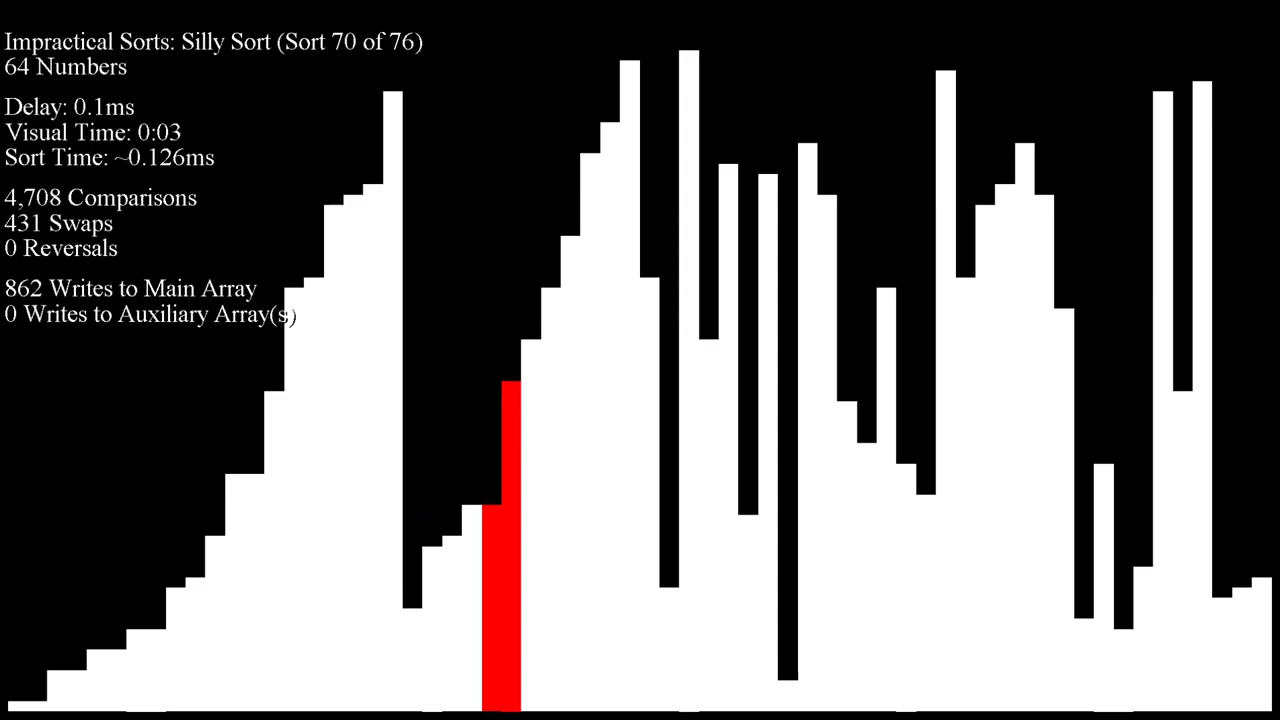 Impractical Sorts: Silly Sort (Sort 70 of 76)
64 Numbers
Delay: 0.1ms
Visual Time: 0:03
Sort Time: ~0.126ms
4,708 Comparisons
431 Swaps
0 Reversals
862 Writes to Main Array
0 Writes to Auxiliary Array(s)